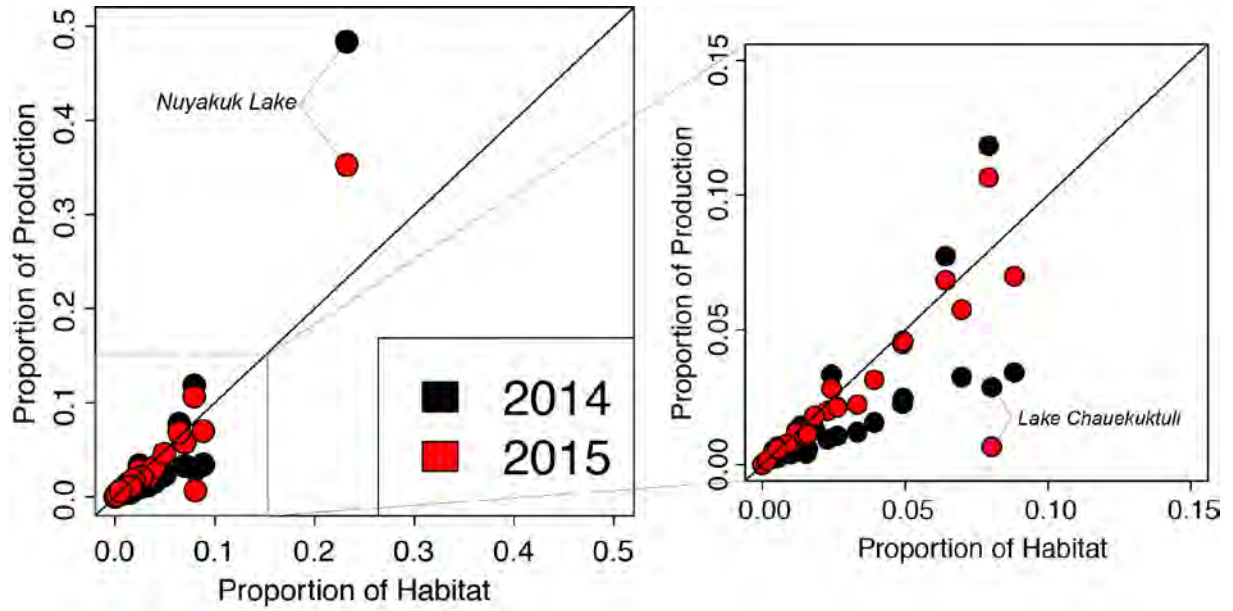 0.5
0.4
0.3
0.2
0.1
0.0
Proportion of Production
Nuyakuk Lake
2014
2015
0.0 0.1 0.2 0.3 0.4 0.5
Proportion of Habitat
0.15
0.10
0.05
0.00
Proportion of Production
Lake Chauekuktuli
0.00 0.05 0.10 0.15
Proportion of Habitat